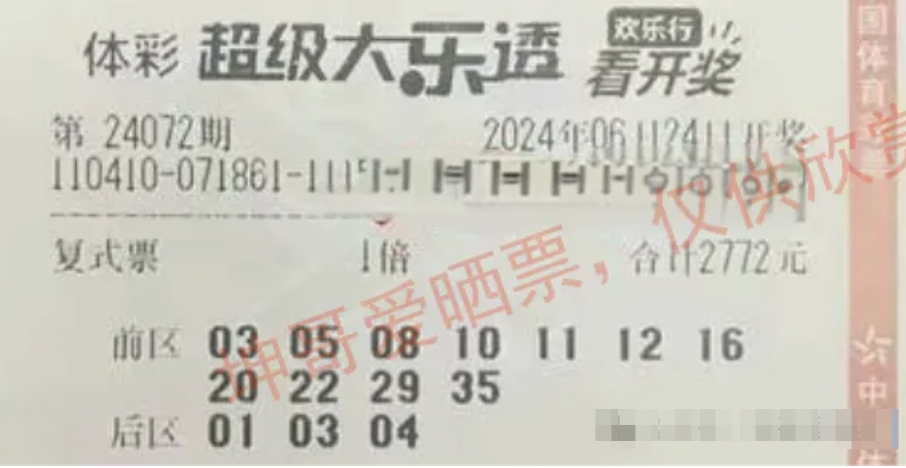 体彩 超级大乐透 欢乐行 看开奖
第 24072期 2024年06月24日开奖
110410-071861-111
复式票 1倍 合计2772元
前区 03 05 08 10 11 12 16
20 22 29 35
后区 01 03 04
坤哥爱晒票，仅供欣赏
国体育
中
体